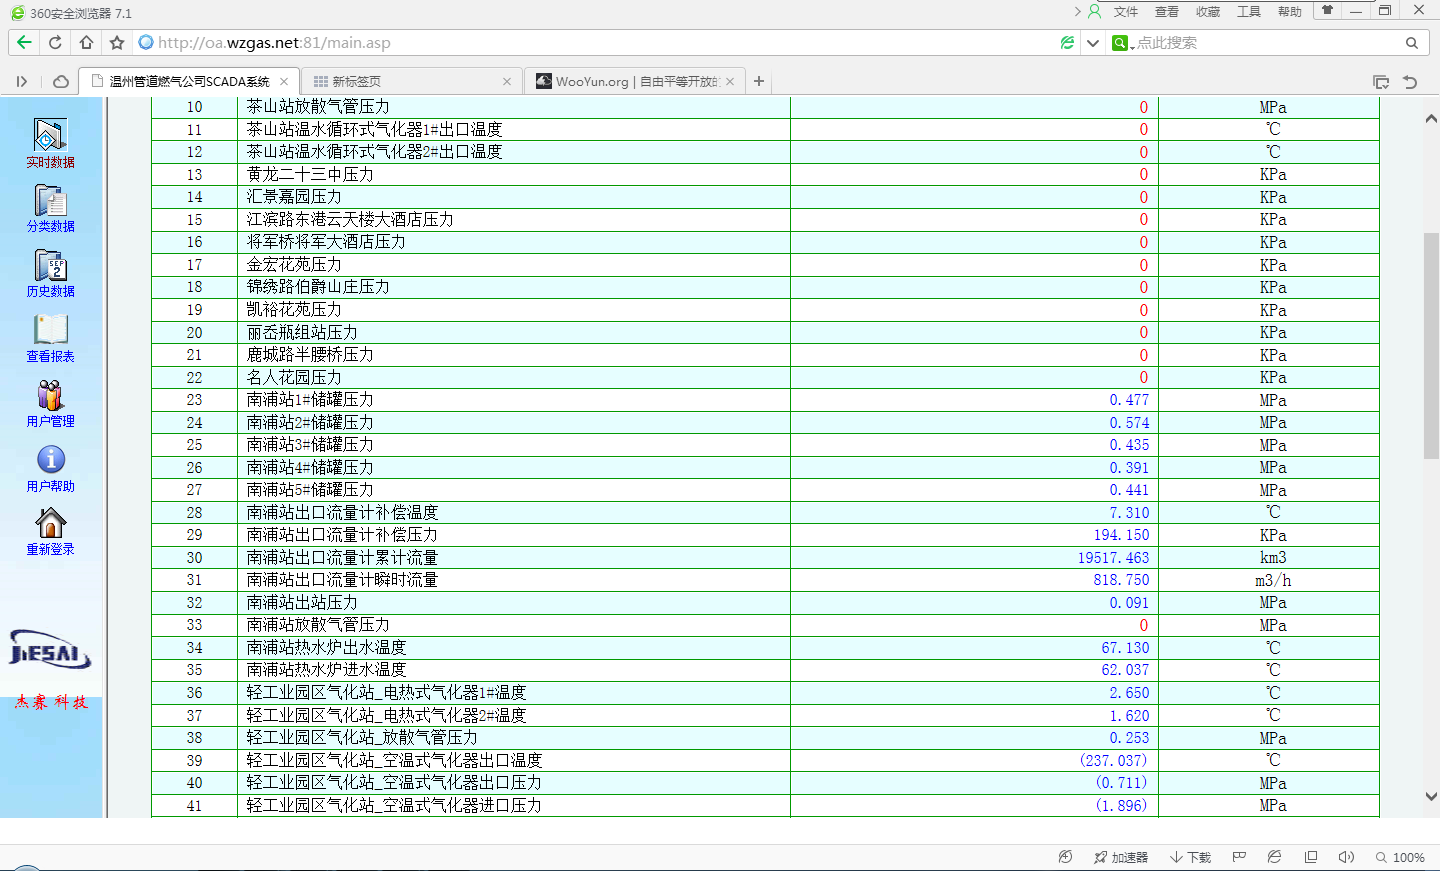 360安全浏览器 7.1
文件 查看 收藏 工具 帮助
http://oa.wzgas.net:81/main.asp
点此搜索
温州管道燃气公司SCADA系统
新标签页
WooYun.org | 自由平等开放的
实时数据
分类数据
SEP
2
历史数据
查看报表
用户管理
用户帮助
重新登录
JIESAI
杰赛科技
10 茶山站放散气管压力 0 MPa
11 茶山站温水循环式气化器1#出口温度 0 ℃
12 茶山站温水循环式气化器2#出口温度 0 ℃
13 黄龙二十三中压力 0 KPa
14 汇景嘉园压力 0 KPa
15 江滨路东港云天楼大酒店压力 0 KPa
16 将军桥将军大酒店压力 0 KPa
17 金宏花苑压力 0 KPa
18 锦绣路伯爵山庄压力 0 KPa
19 凯裕花苑压力 0 KPa
20 丽岙瓶组站压力 0 KPa
21 鹿城路半腰桥压力 0 KPa
22 名人花园压力 0 KPa
23 南浦站1#储罐压力 0.477 MPa
24 南浦站2#储罐压力 0.574 MPa
25 南浦站3#储罐压力 0.435 MPa
26 南浦站4#储罐压力 0.391 MPa
27 南浦站5#储罐压力 0.441 MPa
28 南浦站出口流量计补偿温度 7.310 ℃
29 南浦站出口流量计补偿压力 194.150 KPa
30 南浦站出口流量计累计流量 19517.463 km3
31 南浦站出口流量计瞬时流量 818.750 m3/h
32 南浦站出站压力 0.091 MPa
33 南浦站放散气管压力 0 MPa
34 南浦站热水炉出水温度 67.130 ℃
35 南浦站热水炉进水温度 62.037 ℃
36 轻工业园区气化站_电热式气化器1#温度 2.650 ℃
37 轻工业园区气化站_电热式气化器2#温度 1.620 ℃
38 轻工业园区气化站_放散气管压力 0.253 MPa
39 轻工业园区气化站_空温式气化器出口温度 (237.037) ℃
40 轻工业园区气化站_空温式气化器出口压力 (0.711) MPa
41 轻工业园区气化站_空温式气化器进口压力 (1.896) MPa
加速器 下载 100%